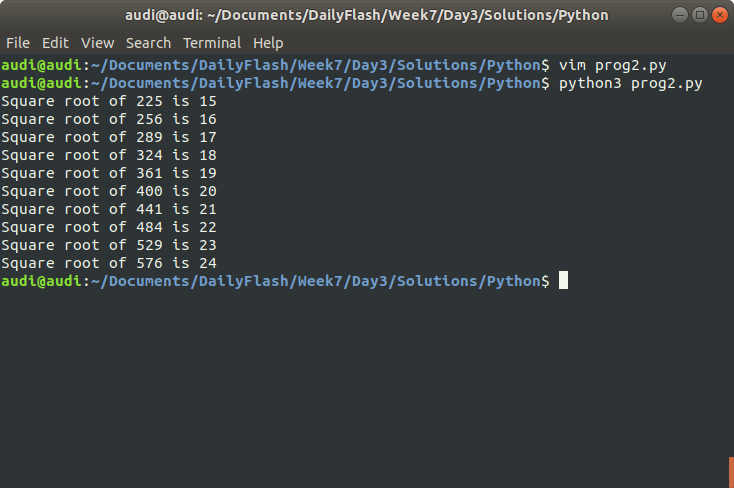 audi@audi: ~/Documents/DailyFlash/Week7/Day3/Solutions/Python
File Edit View Search Terminal Help
audi@audi:~/Documents/DailyFlash/Week7/Day3/Solutions/Python$ vim prog2.py
audi@audi:~/Documents/DailyFlash/Week7/Day3/Solutions/Python$ python3 prog2.py
Square root of 225 is 15
Square root of 256 is 16
Square root of 289 is 17
Square root of 324 is 18
Square root of 361 is 19
Square root of 400 is 20
Square root of 441 is 21
Square root of 484 is 22
Square root of 529 is 23
Square root of 576 is 24
audi@audi:~/Documents/DailyFlash/Week7/Day3/Solutions/Python$